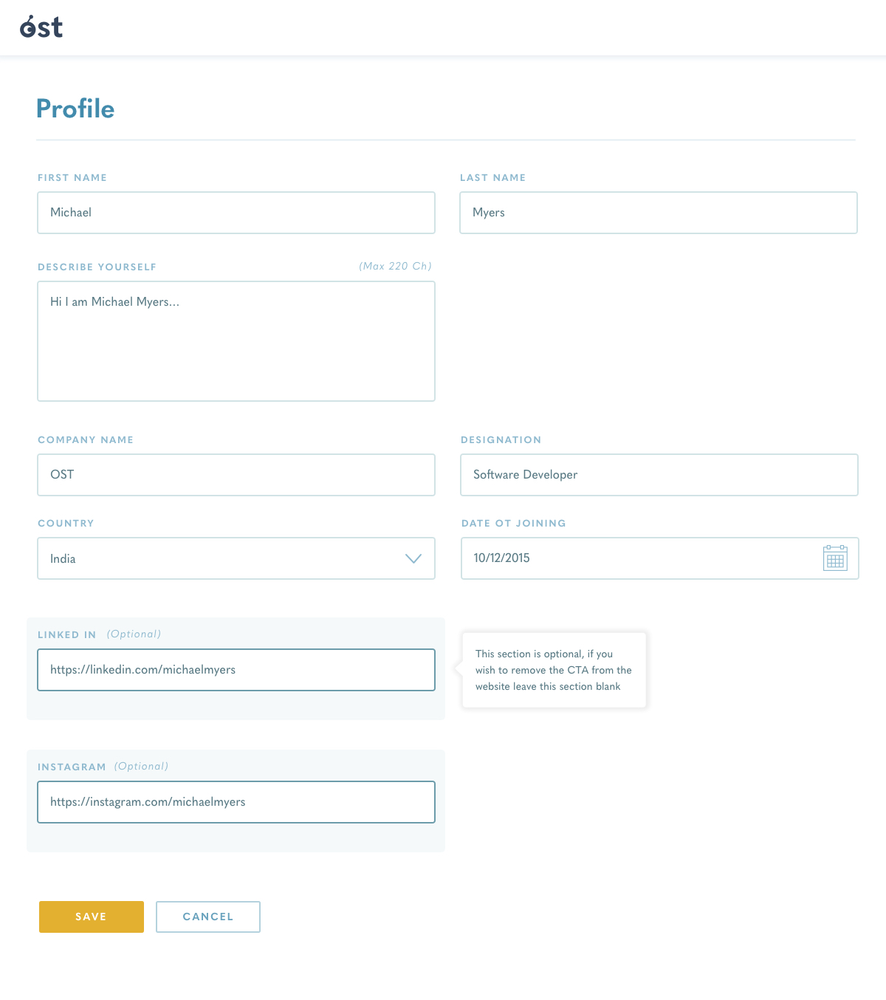 ost
Profile
FIRST NAME
LAST NAME
Michael
Myers
DESCRIBE YOURSELF (Max 220 Ch)
Hi I am Michael Myers...
COMPANY NAME
DESIGNATION
OST
Software Developer
COUNTRY
DATE OT JOINING
India
10/12/2015
LINKED IN (Optional)
https://linkedin.com/michaelmyers
This section is optional, if you
wish to remove the CTA from the
website leave this section blank
INSTAGRAM (Optional)
https://instagram.com/michaelmyers
SAVE
CANCEL